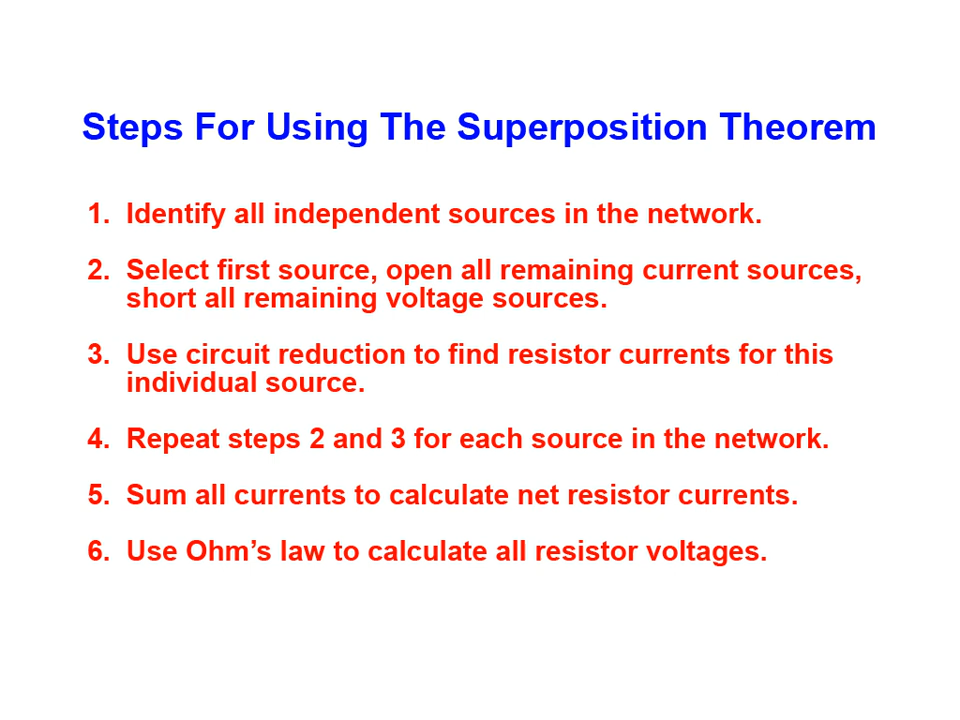 Steps For Using The Superposition Theorem
1. Identify all independent sources in the network.
2. Select first source, open all remaining current sources,
short all remaining voltage sources.
3. Use circuit reduction to find resistor currents for this
individual source.
4. Repeat steps 2 and 3 for each source in the network.
5. Sum all currents to calculate net resistor currents.
6. Use Ohm’s law to calculate all resistor voltages.